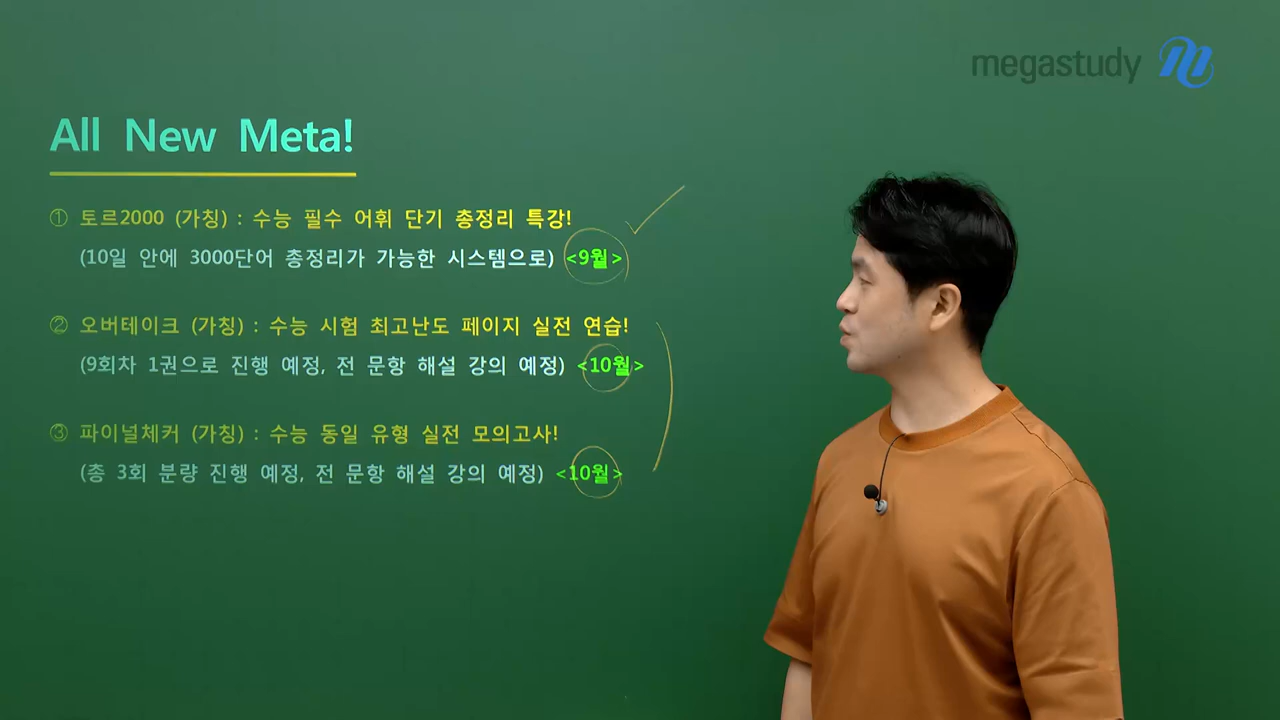 megastudy
All New Meta!
① 토르2000 (가칭) : 수능 필수 어휘 단기 총정리 특강!
(10일 안에 3000단어 총정리가 가능한 시스템으로) <9월>
② 오버테이크 (가칭) : 수능 시험 최고난도 페이지 실전 연습!
(9회차 1권으로 진행 예정, 전 문항 해설 강의 예정) <10월>
③ 파이널체커 (가칭) : 수능 동일 유형 실전 모의고사!
(총 3회 분량 진행 예정, 전 문항 해설 강의 예정) <10월>